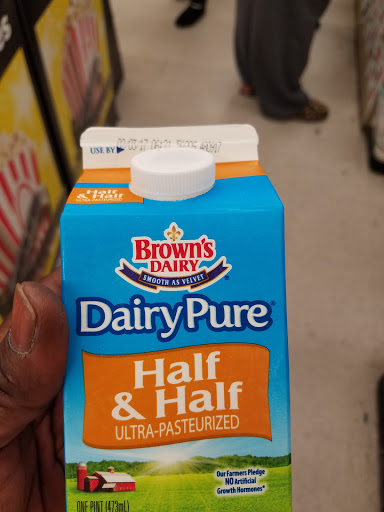 USE BY
Half
& Half
BROWN'S
DAIRY
SMOOTH AS VELVET
DairyPure®
Half
& Half
ULTRA-PASTEURIZED
Our Farmers Pledge
NO Artificial
Growth Hormones*
ONE PINT (473mL)